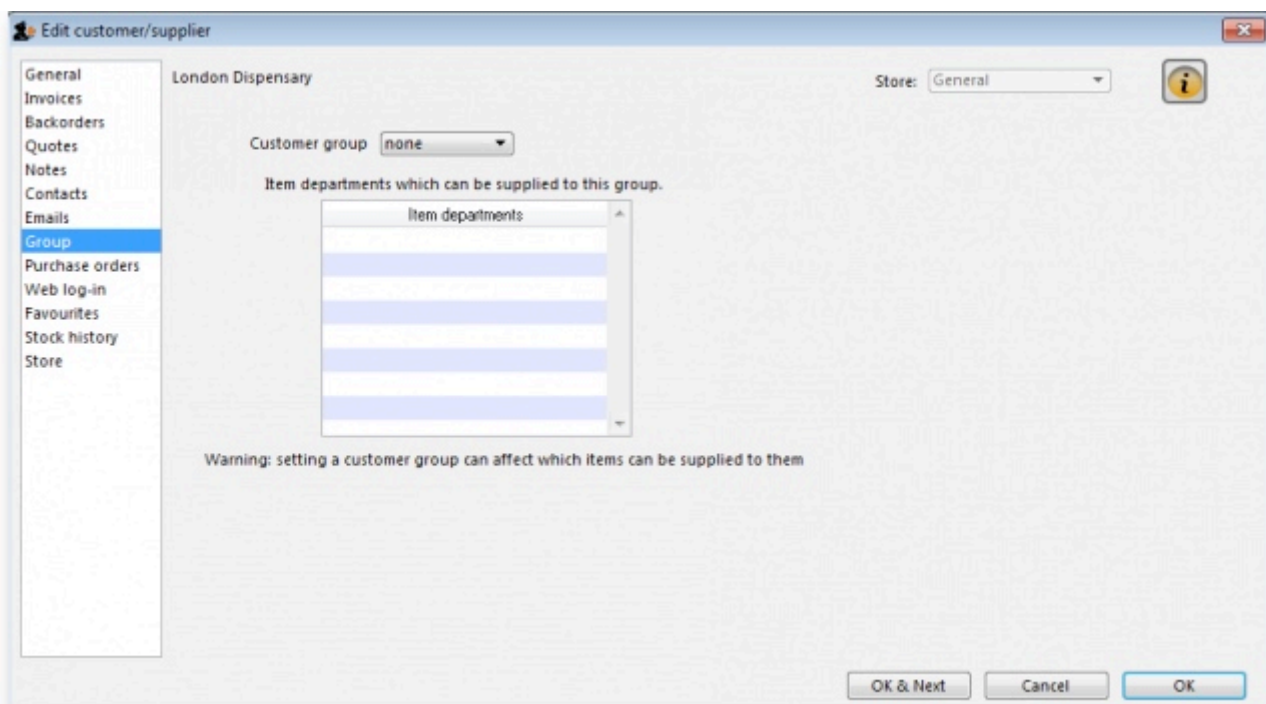 Edit customer/supplier
General
Invoices
Backorders
Quotes
Notes
Contacts
Emails
Group
Purchase orders
Web log-in
Favourites
Stock history
Store
London Dispensary
Store: General
Customer group none
Item departments which can be supplied to this group.
Item departments
Warning: setting a customer group can affect which items can be supplied to them
OK & Next Cancel OK